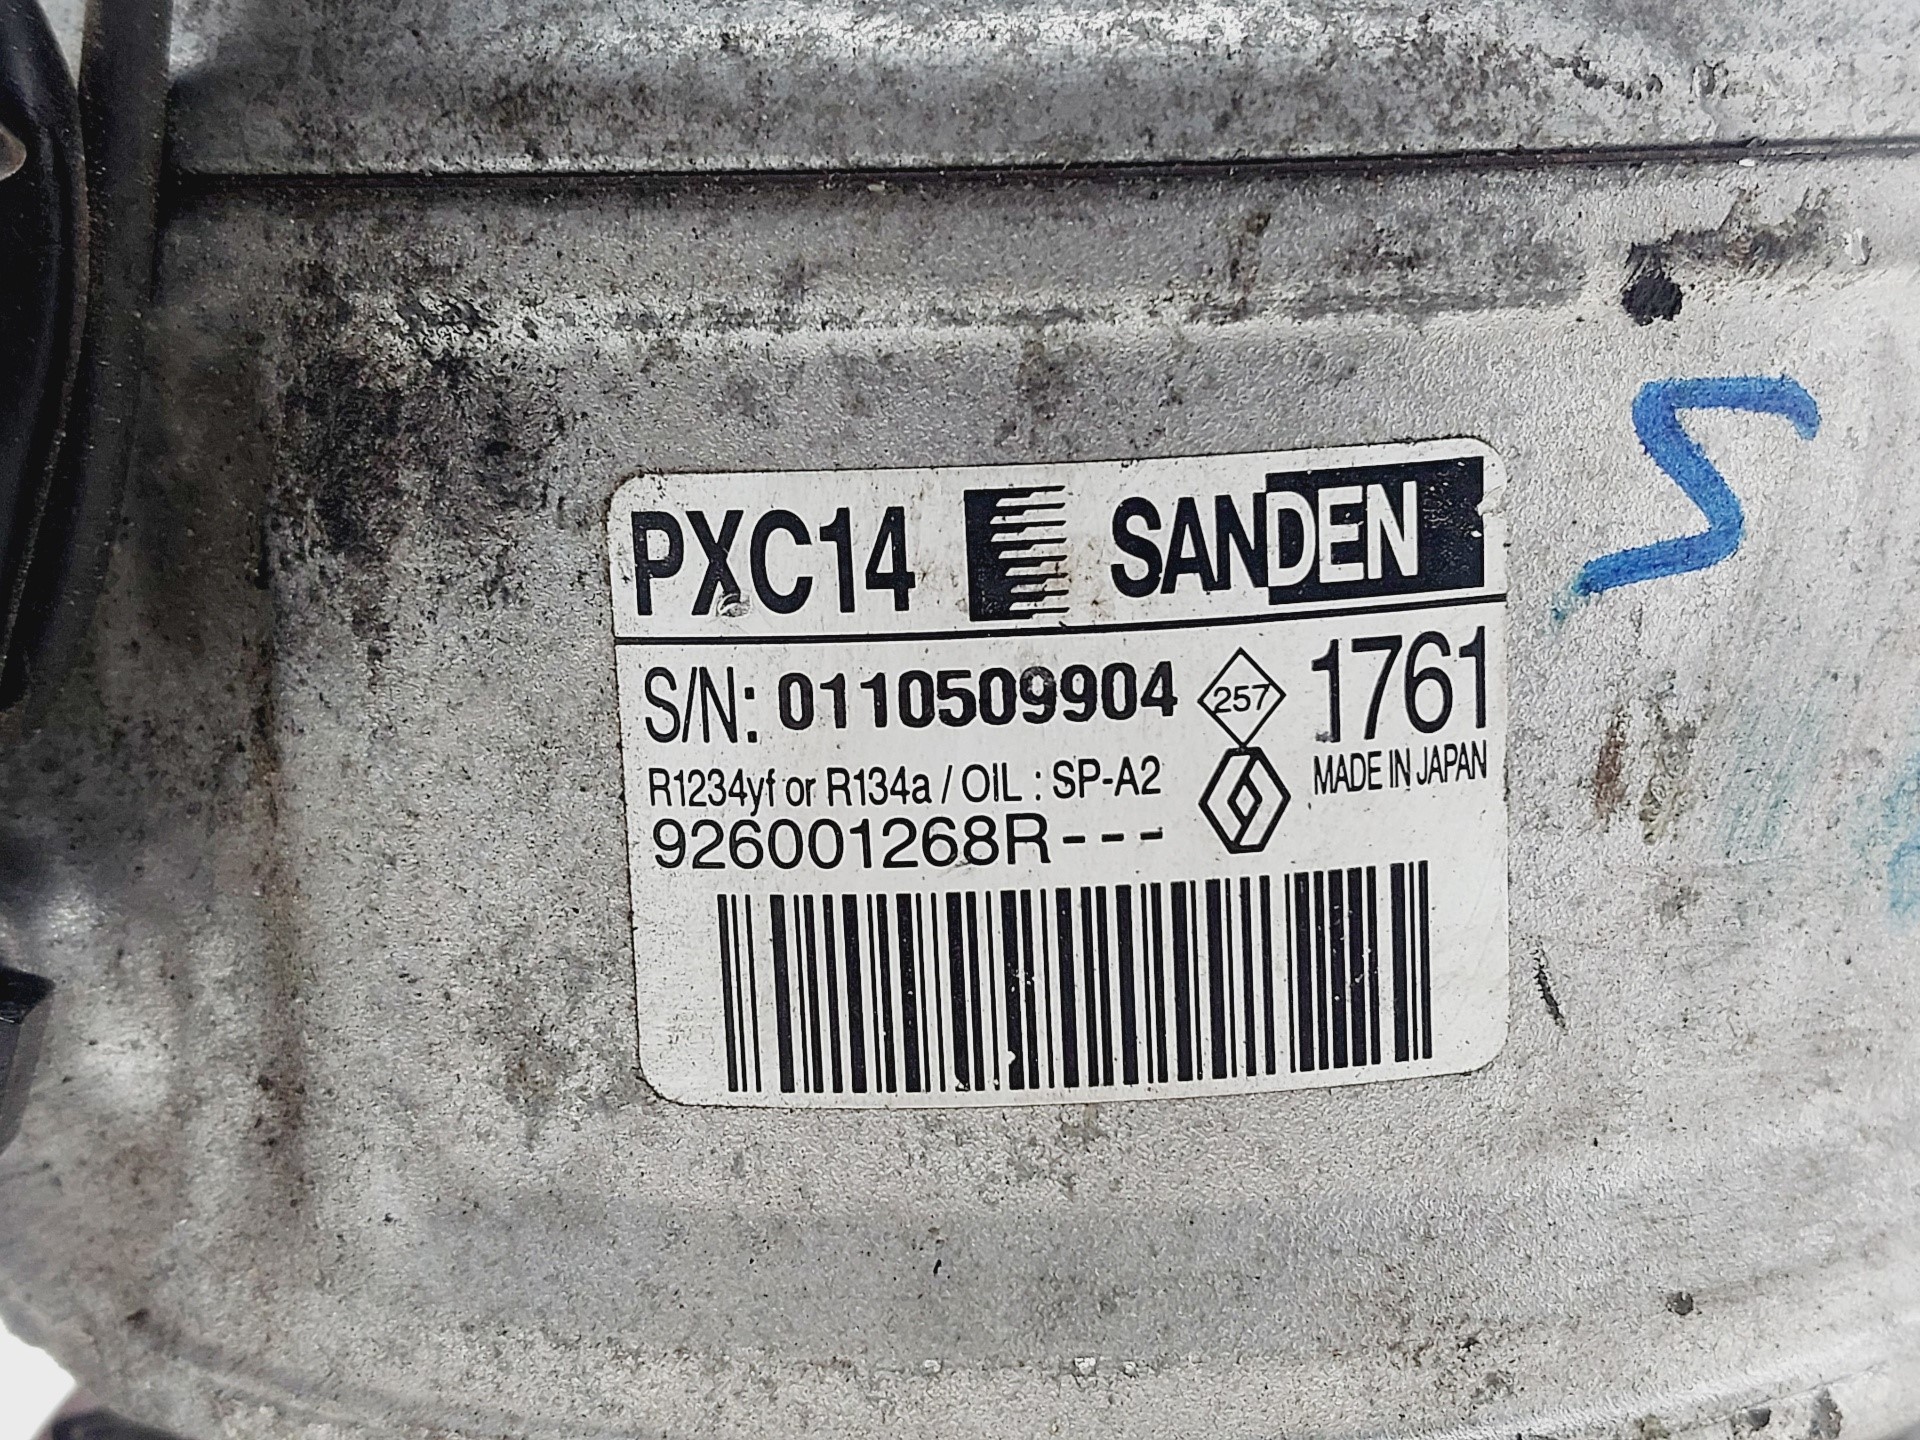 PXC14 SANDEN
S/N: 0110509904 257 1761
R1234yf or R134a / OIL : SP-A2 MADE IN JAPAN
926001268R---
S